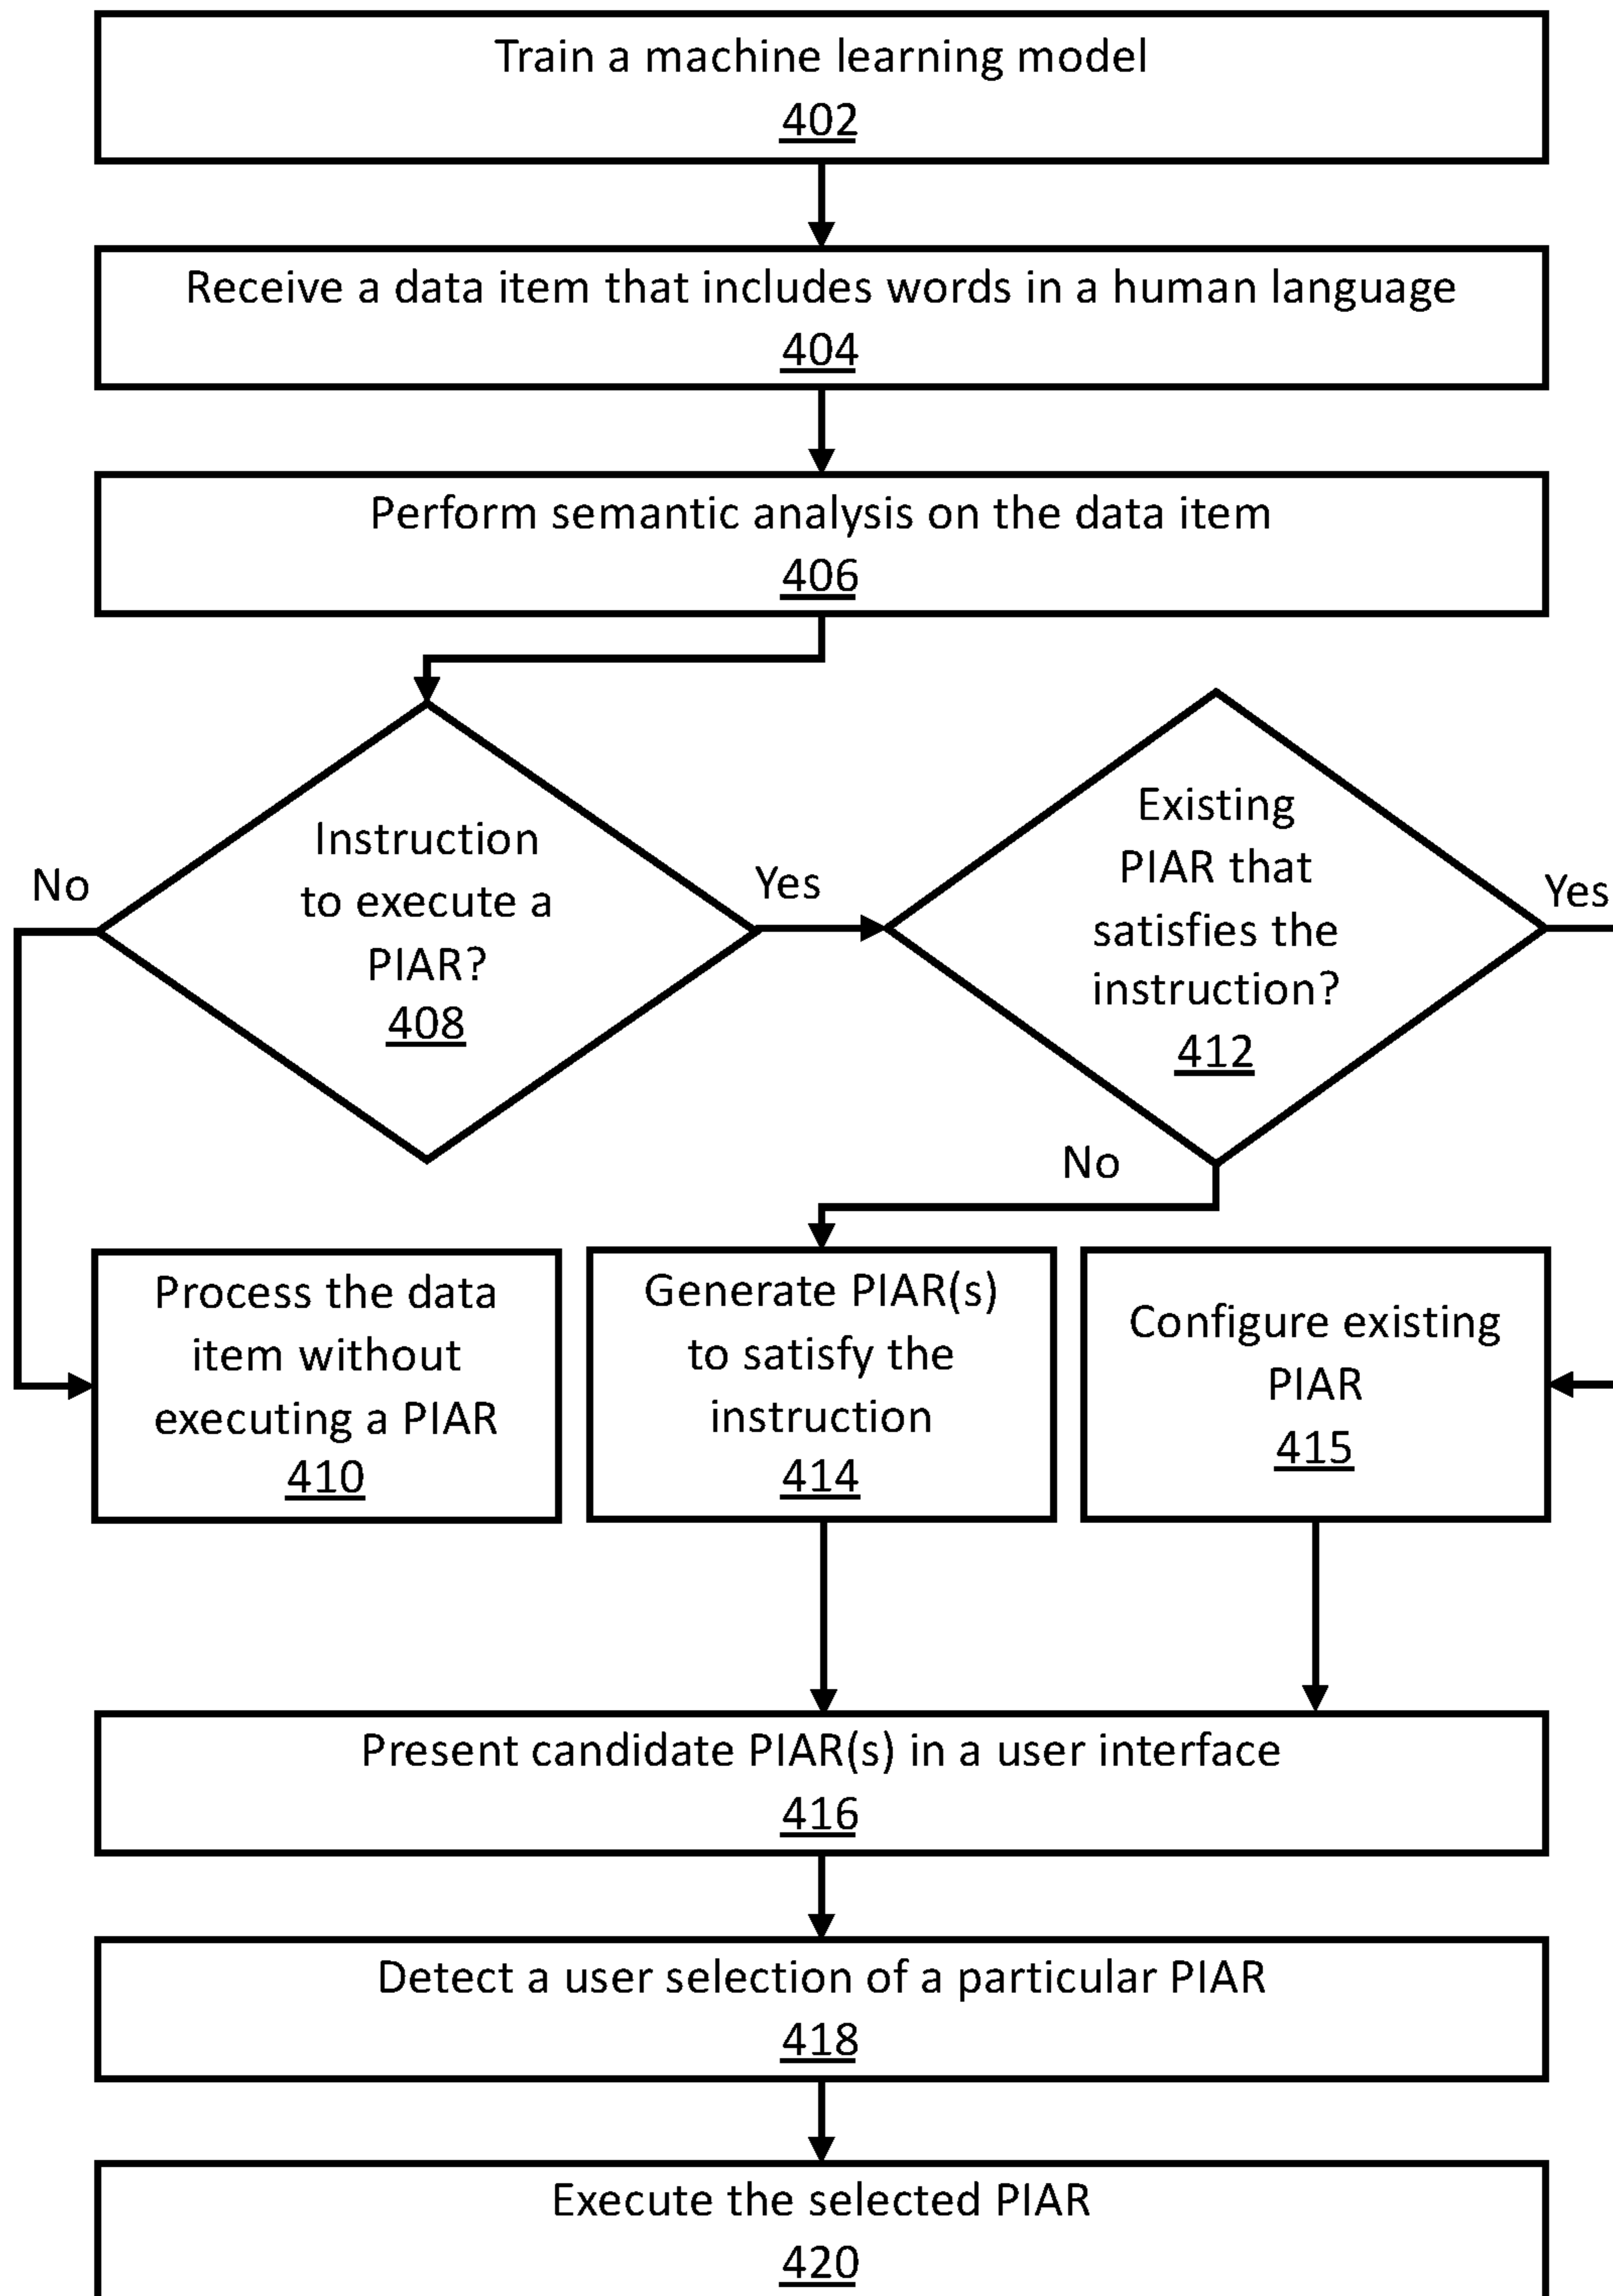 Train a machine learning model
402
Receive a data item that includes words in a human language
404
Perform semantic analysis on the data item
406
No
Instruction
to execute a
PIAR?
408
Yes
Existing
PIAR that
satisfies the
instruction?
412
Yes
No
Process the data
item without
executing a PIAR
410
Generate PIAR(s)
to satisfy the
instruction
414
Configure existing
PIAR
415
Present candidate PIAR(s) in a user interface
416
Detect a user selection of a particular PIAR
418
Execute the selected PIAR
420